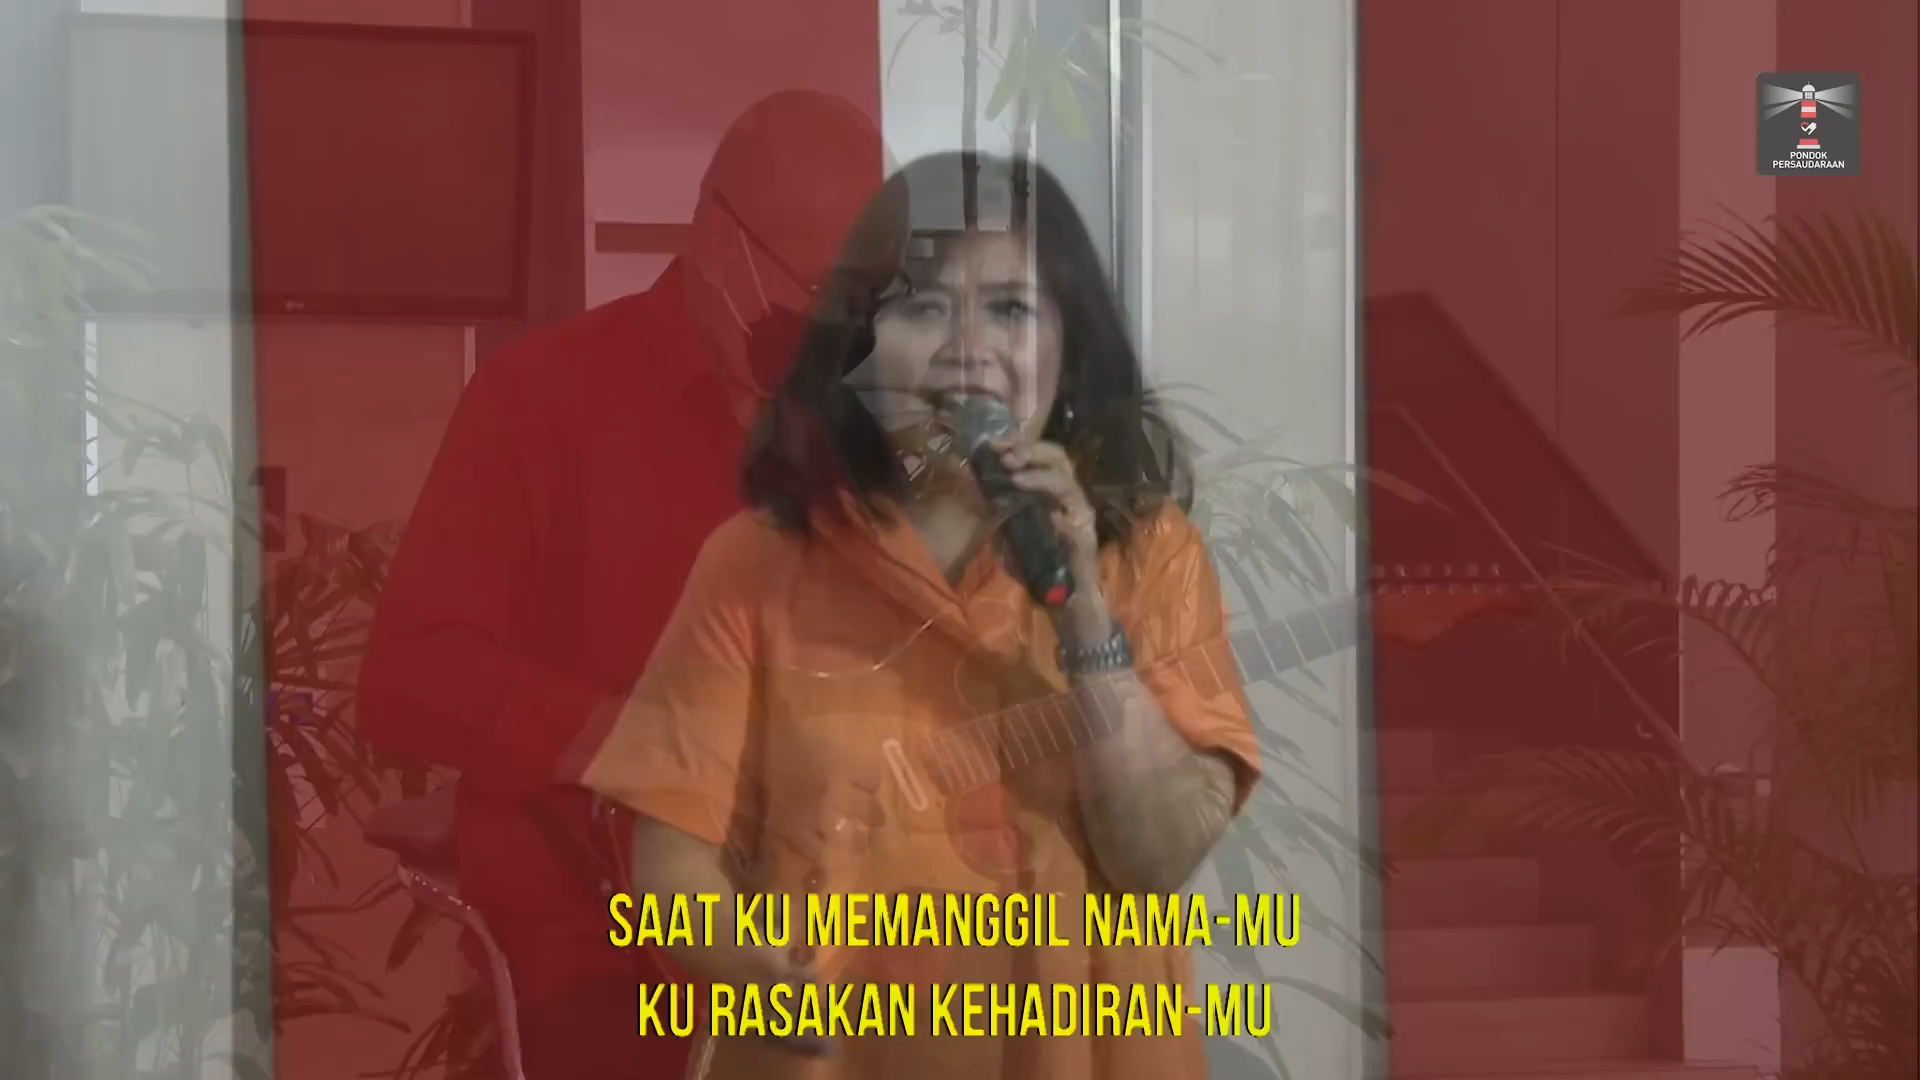 PONDOK
PERSAUDARAAN
SAAT KU MEMANGGIL NAMA-MU
KU RASAKAN KEHADIRAN-MU